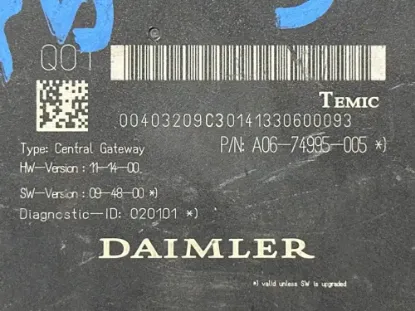 Q01
TEMIC
00403209C30141330600093
P/N: A06-74995-005 *)
Type: Central Gateway
HW-Version : 11-14-00
SW-Version : 09-48-00 *)
Diagnostic-ID: 020101 *)
DAIMLER
*) valid unless SW is upgraded